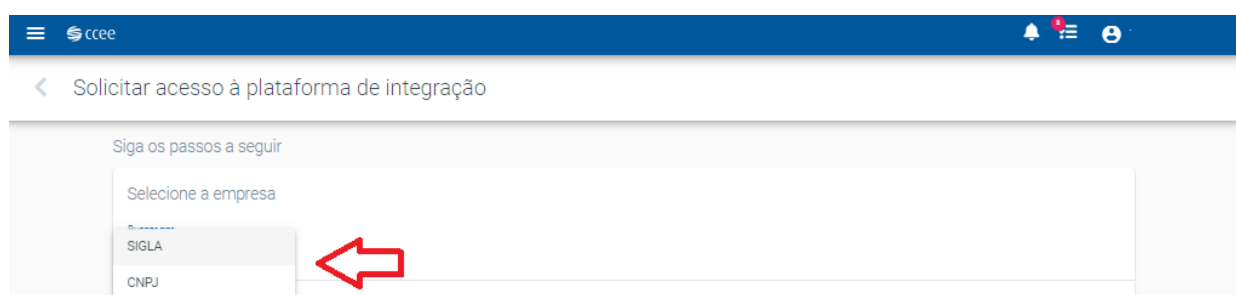 ccee
Solicitar acesso à plataforma de integração
Siga os passos a seguir
Selecione a empresa
SIGLA
CNPJ